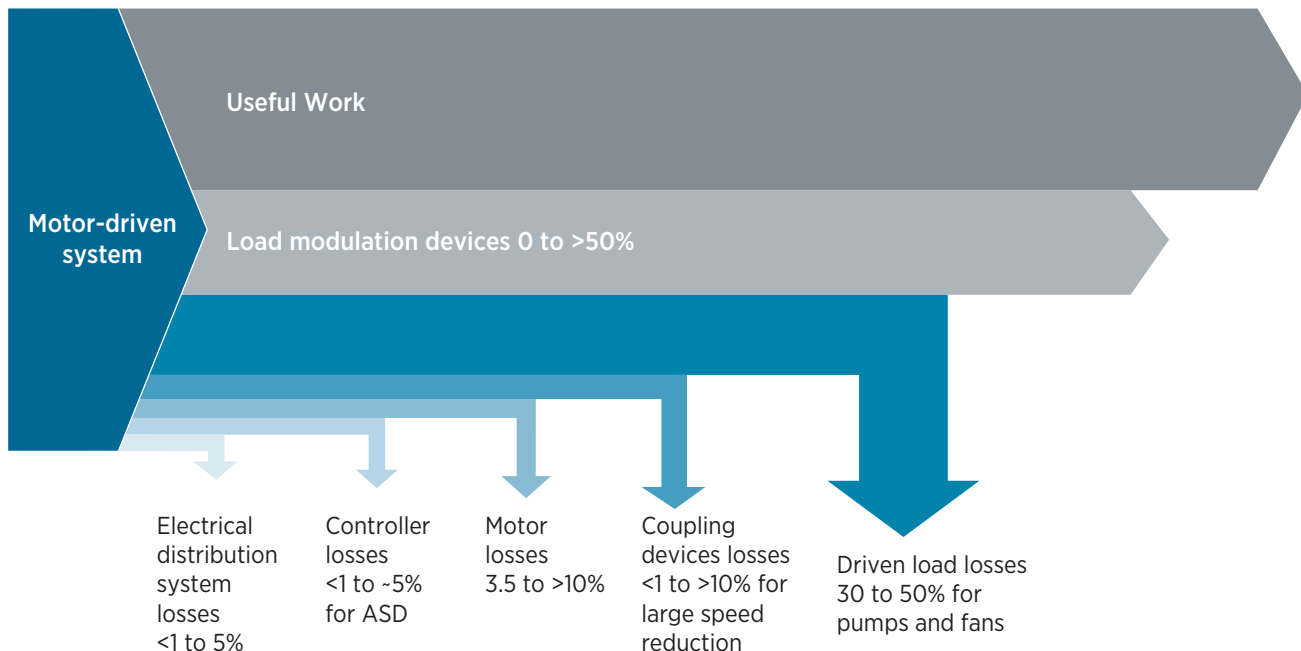 Useful Work
Motor-driven
system
Load modulation devices 0 to >50%
Electrical
distribution
system
losses
<1 to 5%
Controller
losses
<1 to ~5%
for ASD
Motor
losses
3.5 to >10%
Coupling
devices losses
<1 to >10% for
large speed
reduction
Driven load losses
30 to 50% for
pumps and fans